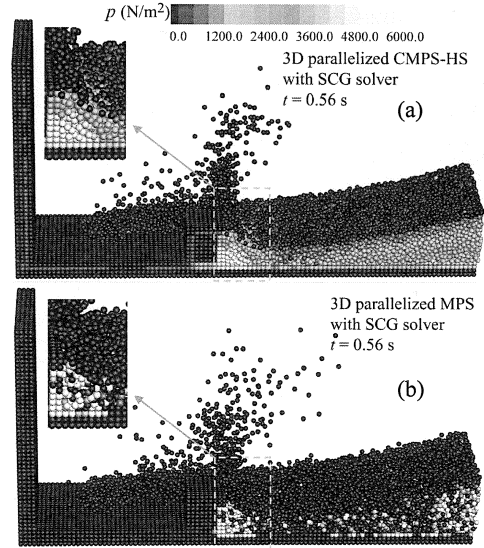 p (N/m²)
0.0 1200.0 2400.0 3600.0 4800.0 6000.0
3D parallelized CMPS-HS
with SCG solver
t = 0.56 s
(a)
3D parallelized MPS
with SCG solver
t = 0.56 s
(b)